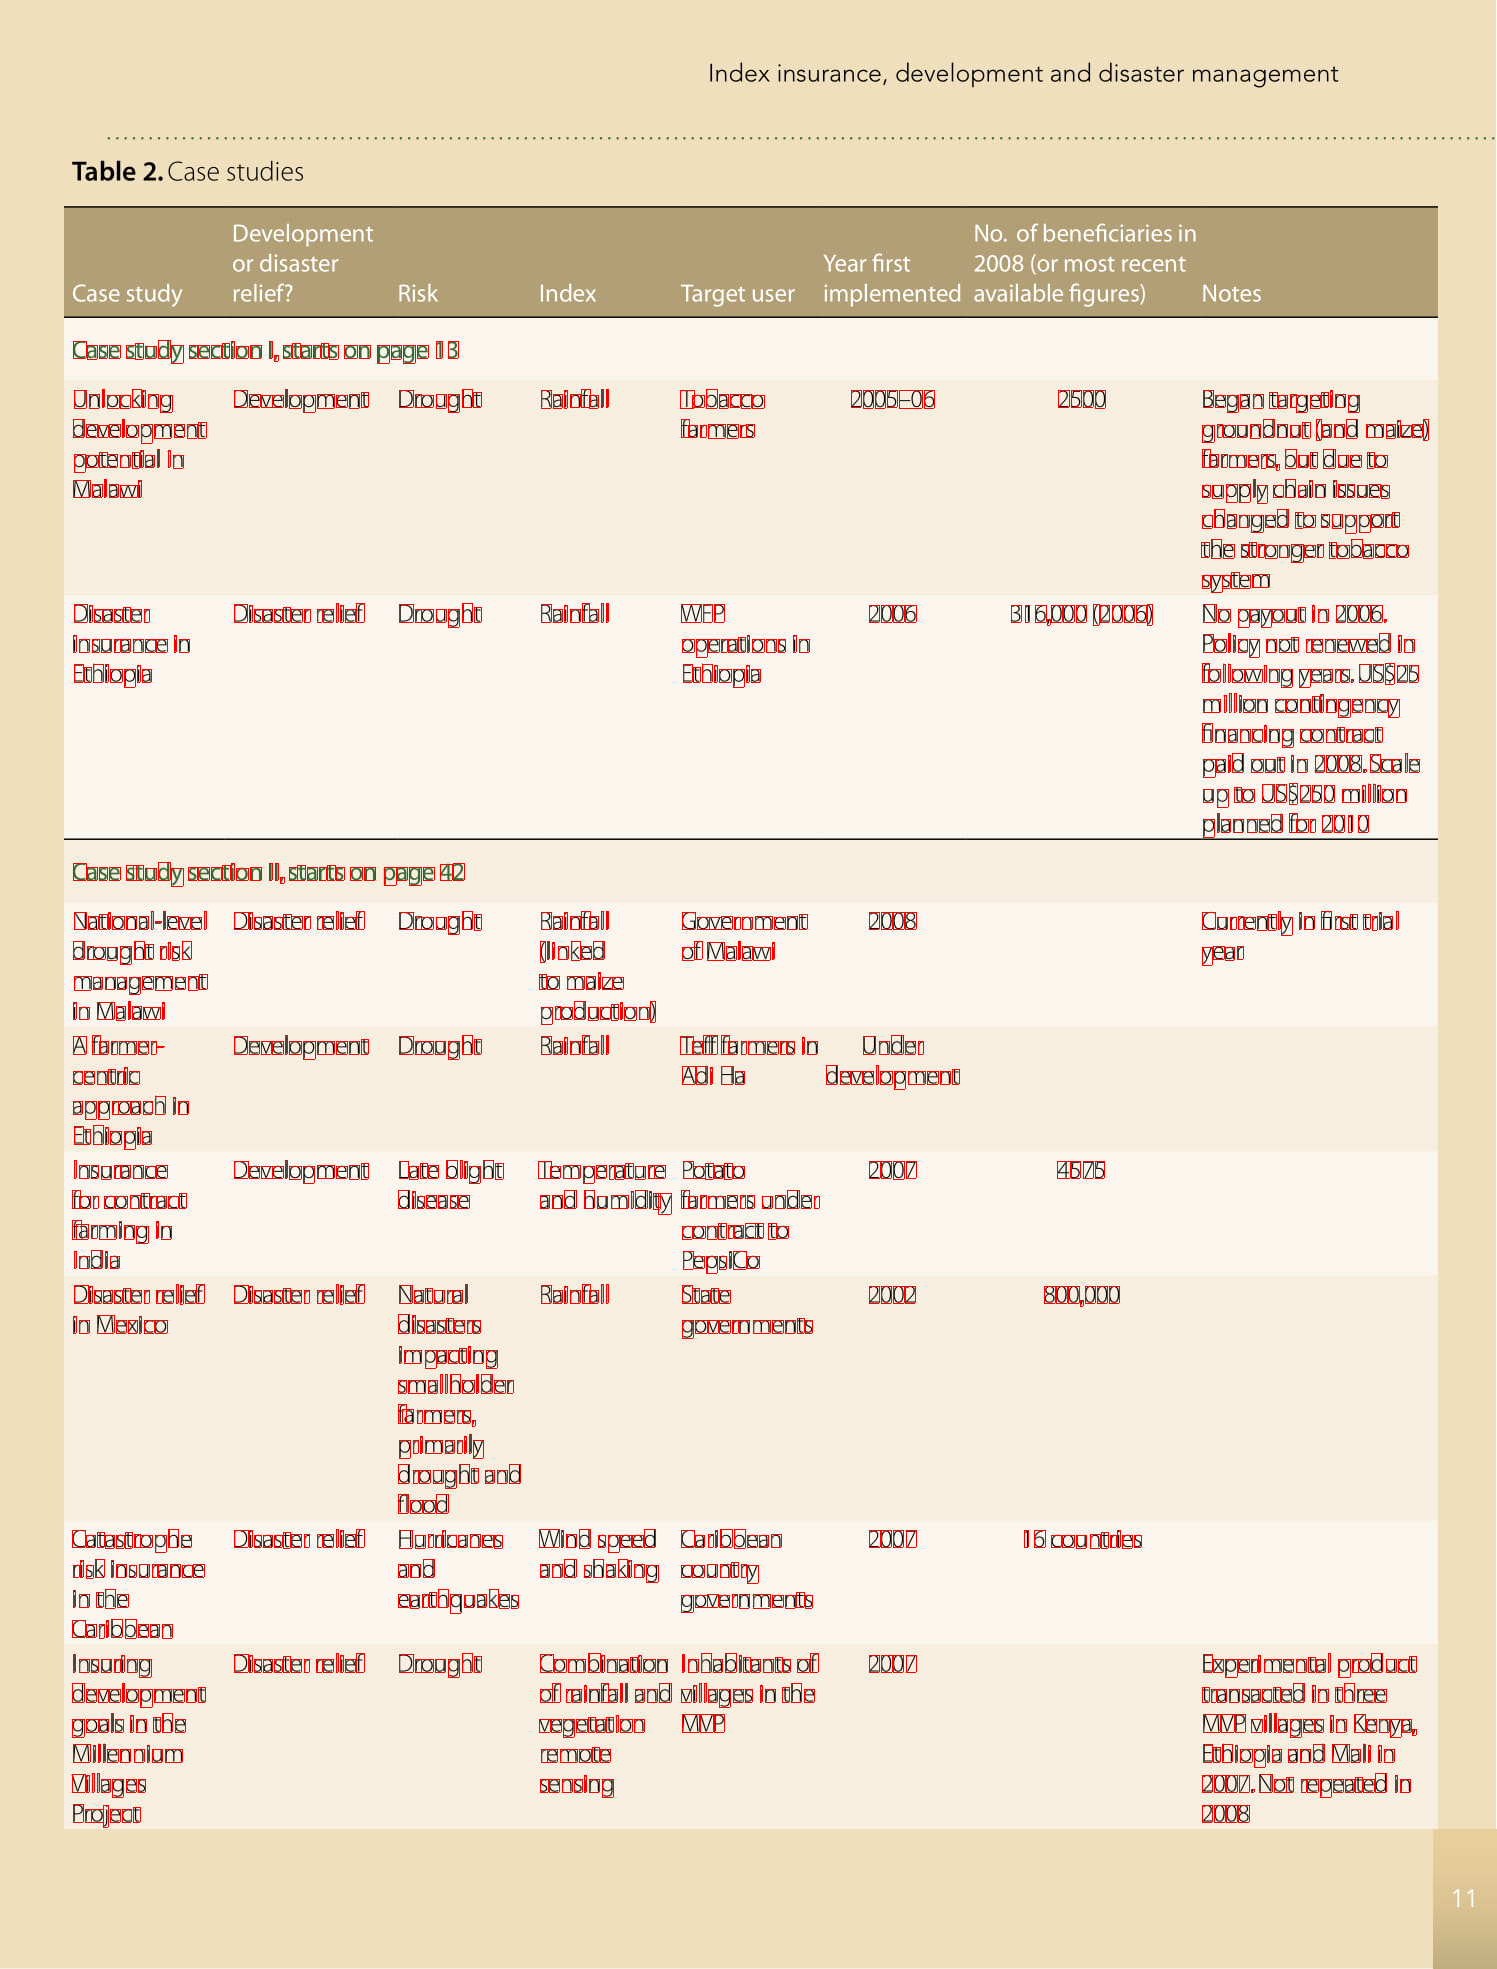 Index insurance, development and disaster management
Table 2. Case studies
Case study
Development
or disaster
relief?
Risk
Index
Target user
Year first
implemented
No. of beneficiaries in
2008 (or most recent
available figures)
Notes
Case study section I, starts on page 13
Unlocking
development
potential in
Malawi
Development
Drought
Rainfall
Tobacco
farmers
2005–06
2500
Began targeting
groundnut (and maize)
farmers, but due to
supply chain issues
changed to support
the stronger tobacco
system
Disaster
insurance in
Ethiopia
Disaster relief
Drought
Rainfall
WFP
operations in
Ethiopia
2006
316,000 (2006)
No payout in 2006.
Policy not renewed in
following years. US$25
million contingency
financing contract
paid out in 2008. Scale
up to US$250 million
planned for 2010
Case study section II, starts on page 42
National-level
drought risk
management
in Malawi
Disaster relief
Drought
Rainfall
(linked
to maize
production)
Government
of Malawi
2008
Currently in first trial
year
A farmer-
centric
approach in
Ethiopia
Development
Drought
Rainfall
Teff farmers in
Adi Ha
Under
development
Insurance
for contract
farming in
India
Development
Late blight
disease
Temperature
and humidity
Potato
farmers under
contract to
PepsiCo
2007
4575
Disaster relief
in Mexico
Disaster relief
Natural
disasters
impacting
smallholder
farmers,
primarily
drought and
flood
Rainfall
State
governments
2002
800,000
Catastrophe
risk insurance
in the
Caribbean
Disaster relief
Hurricanes
and
earthquakes
Wind speed
and shaking
Caribbean
country
governments
2007
16 countries
Insuring
development
goals in the
Millennium
Villages
Project
Disaster relief
Drought
Combination
of rainfall and
vegetation
remote
sensing
Inhabitants of
villages in the
MVP
2007
Experimental product
transacted in three
MVP villages in Kenya,
Ethiopia and Mali in
2007. Not repeated in
2008
11